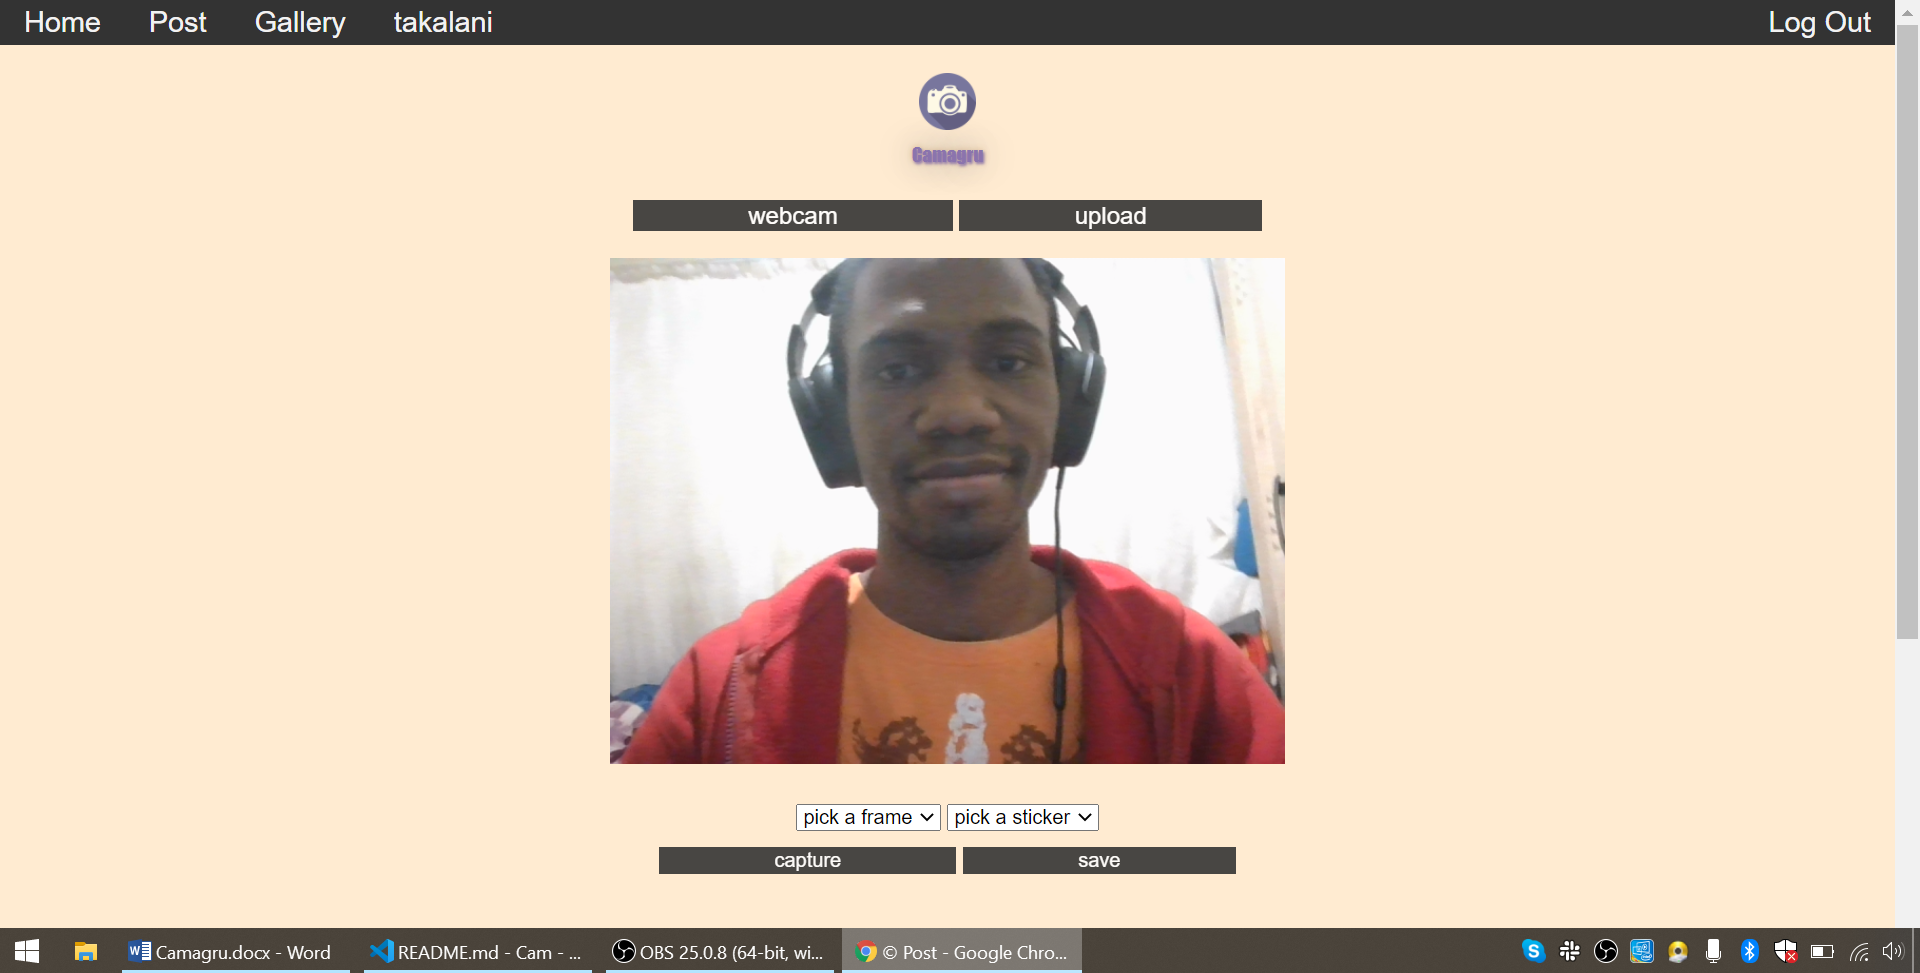 Home Post Gallery takalani Log Out
Camagru
webcam upload
pick a frame pick a sticker
capture save
Camagru.docx - Word README.md - Cam - ... OBS 25.0.8 (64-bit, wi... © Post - Google Chro...